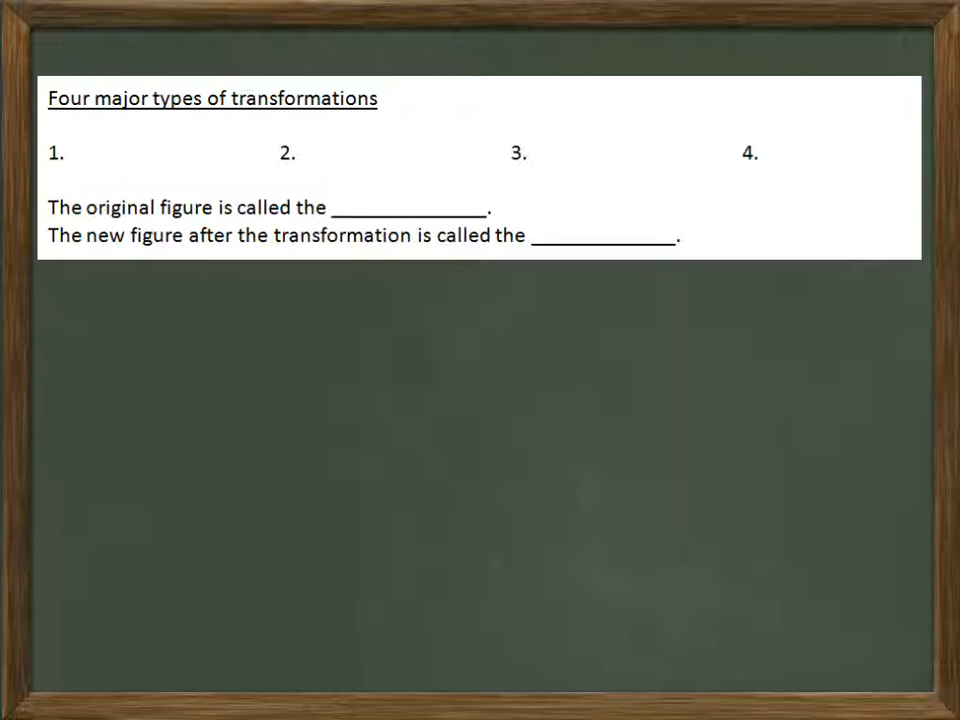 Four major types of transformations
1. 2. 3. 4.
The original figure is called the ______________.
The new figure after the transformation is called the _____________.